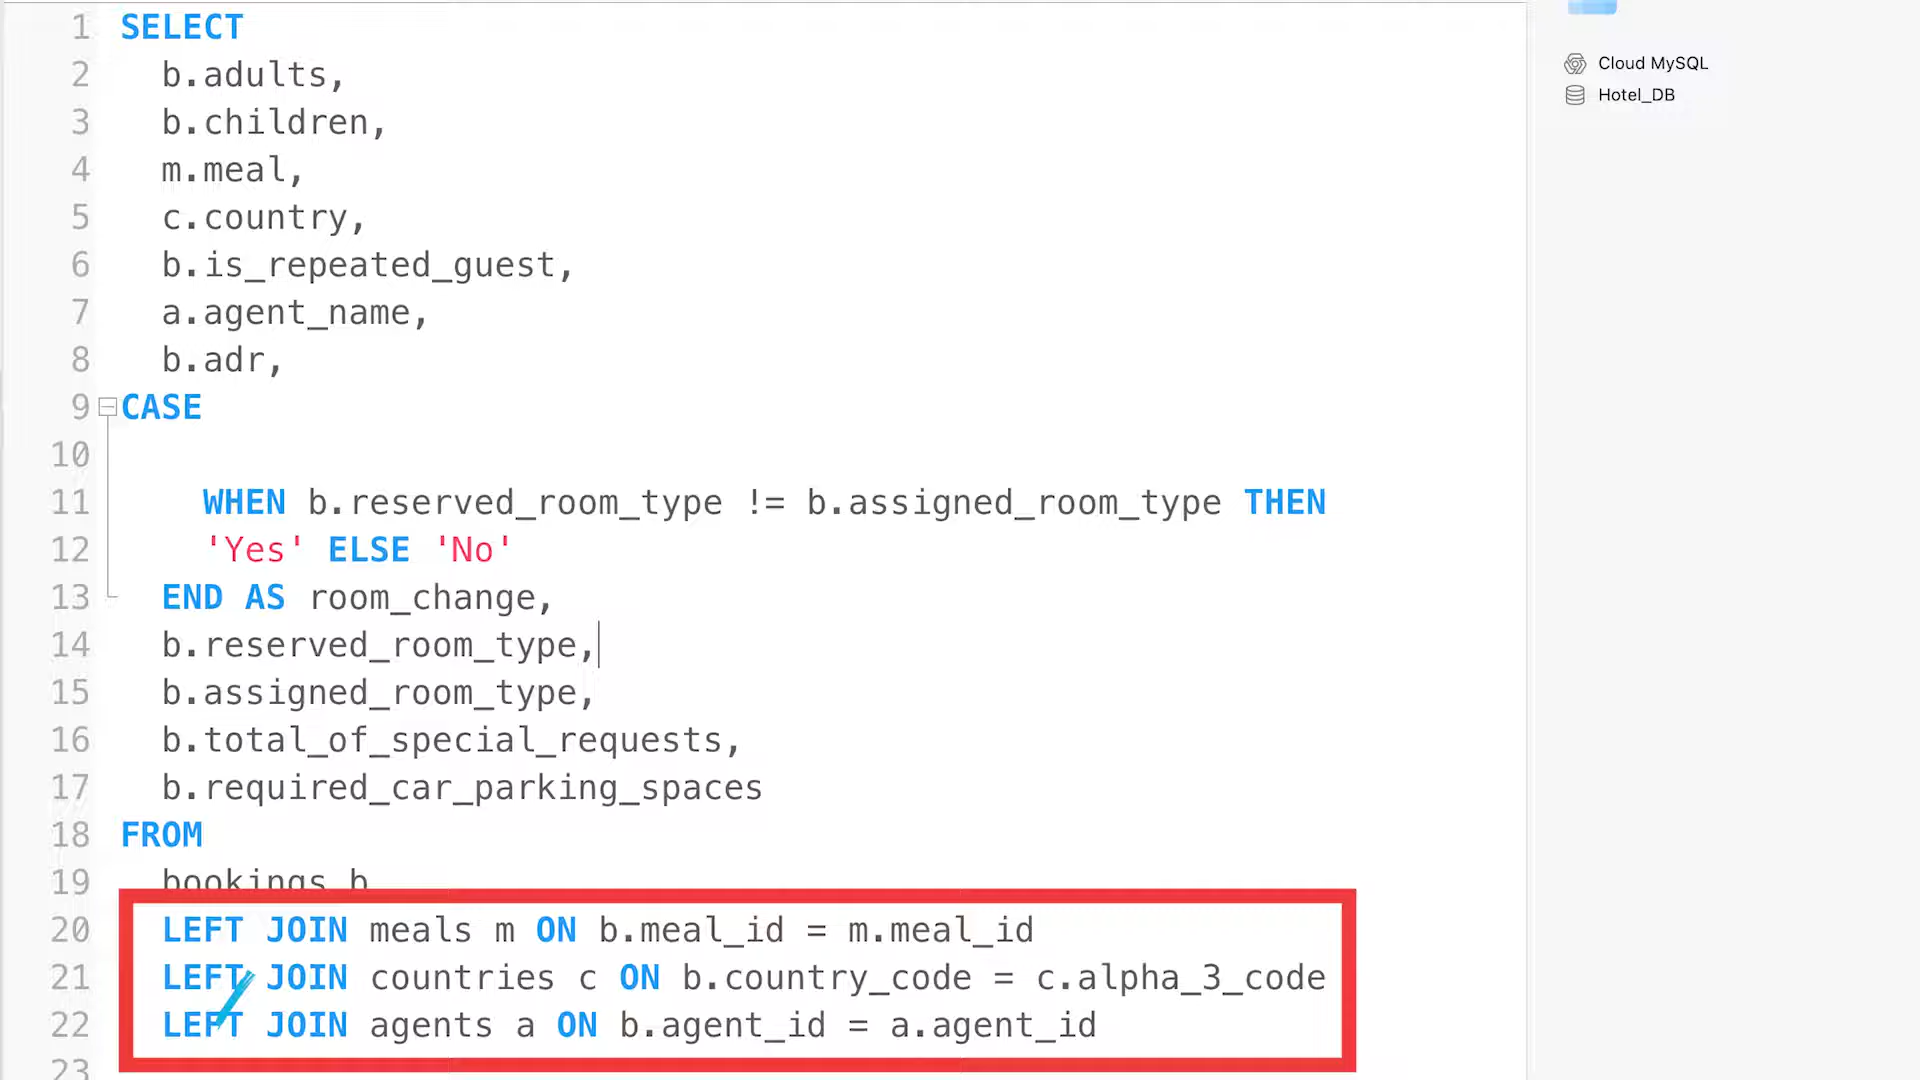 1 SELECT
2 b.adults,
3 b.children,
4 m.meal,
5 c.country,
6 b.is_repeated_guest,
7 a.agent_name,
8 b.adr,
9 CASE
10
11 WHEN b.reserved_room_type != b.assigned_room_type THEN
12 'Yes' ELSE 'No'
13 END AS room_change,
14 b.reserved_room_type,
15 b.assigned_room_type,
16 b.total_of_special_requests,
17 b.required_car_parking_spaces
18 FROM
19 bookings b
20 LEFT JOIN meals m ON b.meal_id = m.meal_id
21 LEFT JOIN countries c ON b.country_code = c.alpha_3_code
22 LEFT JOIN agents a ON b.agent_id = a.agent_id
23
Cloud MySQL
Hotel_DB